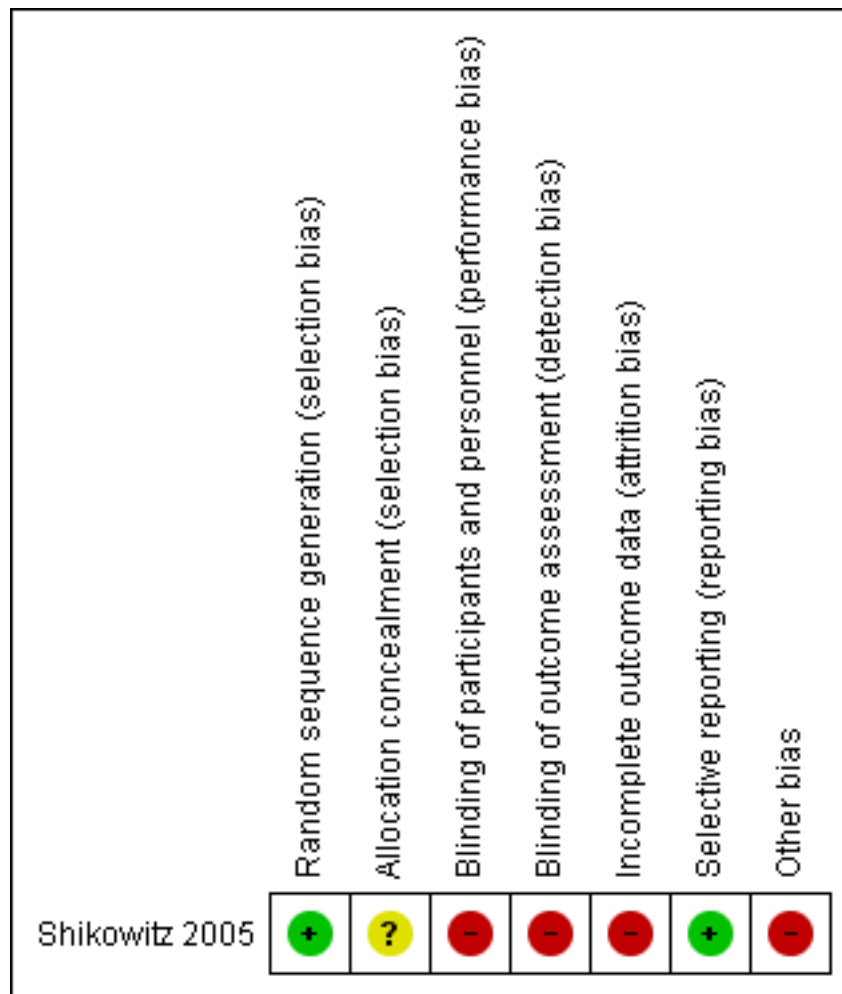 Random sequence generation (selection bias)
Allocation concealment (selection bias)
Blinding of participants and personnel (performance bias)
Blinding of outcome assessment (detection bias)
Incomplete outcome data (attrition bias)
Selective reporting (reporting bias)
Other bias
Shikowitz 2005 + ? - - - + -